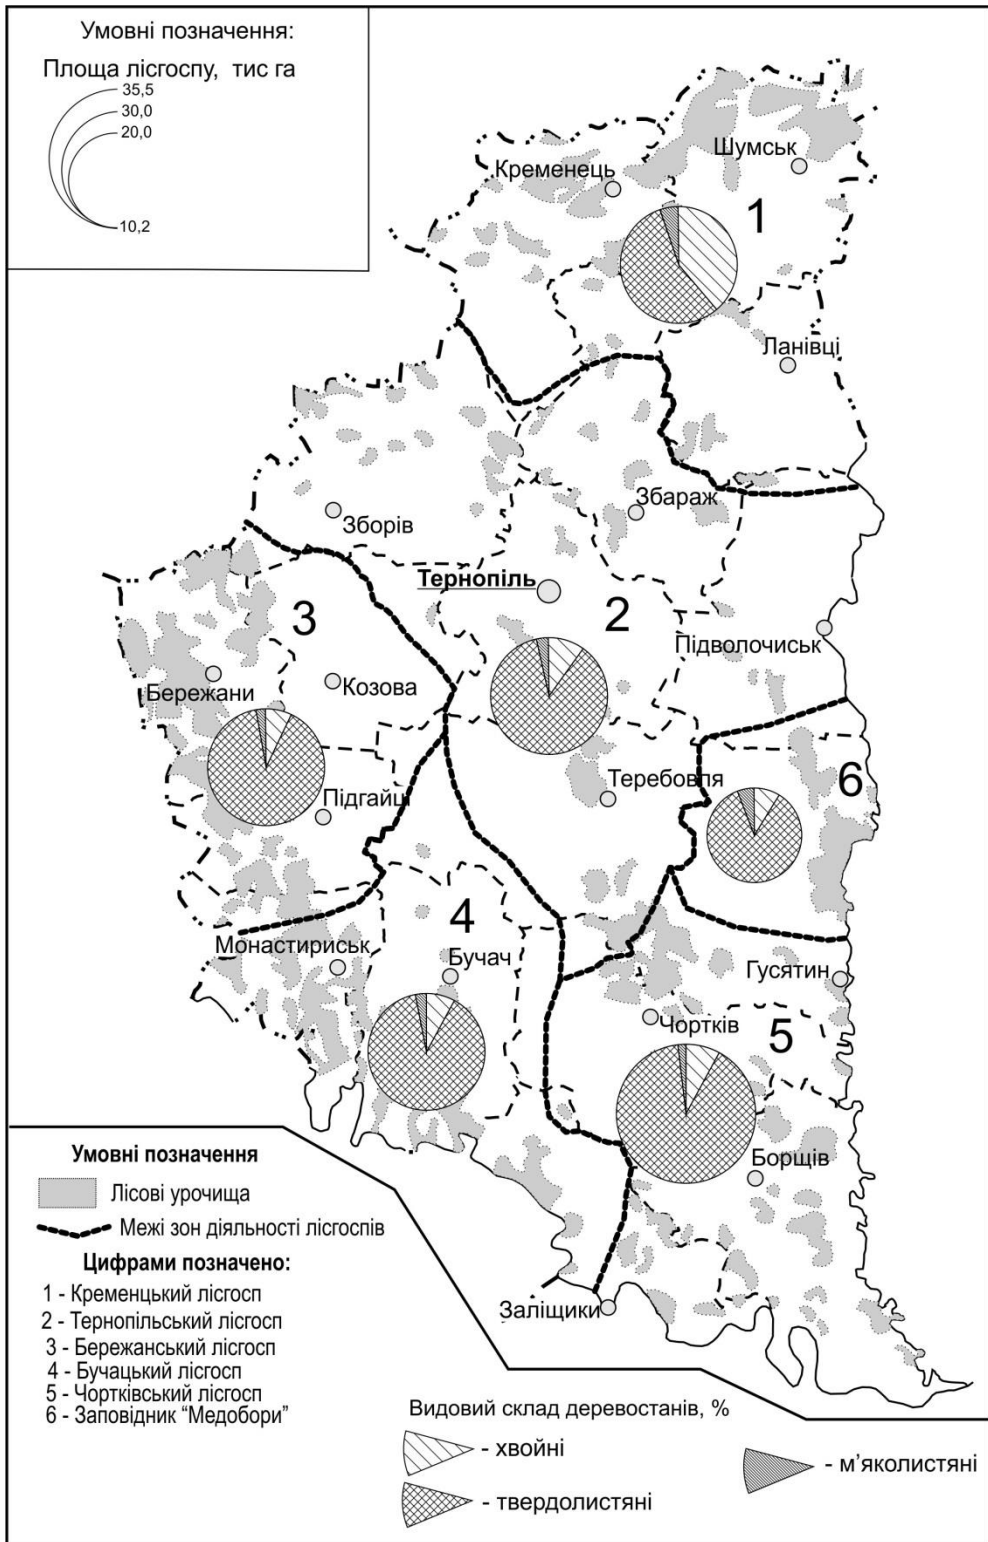 Умовні позначення:
Площа лісгоспу, тис га
35,5
30,0
20,0
10,2
Шумськ
Кременець
1
Ланівці
Збараж
Зборів
Тернопіль
2
3
Підволочиськ
Бережани
Козова
6
Теребовля
Підгайці
4
Монастириськ
Бучач
Гусятин
Чортків
5
Борщів
Заліщики
Умовні позначення
Лісові урочища
Межі зон діяльності лісгоспів
Цифрами позначено:
1 - Кременцький лісгосп
2 - Тернопільський лісгосп
3 - Бережанський лісгосп
4 - Бучацький лісгосп
5 - Чортківський лісгосп
6 - Заповідник “Медобори”
Видовий склад деревостанів, %
- хвойні
- м’яколистяні
- твердолистяні